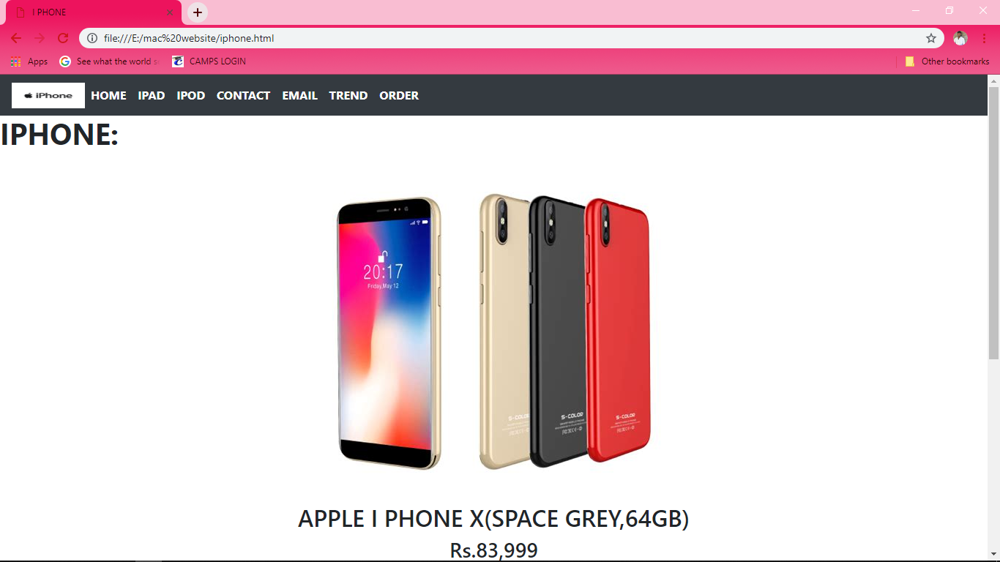 I PHONE
file:///E:/mac%20website/iphone.html
Apps See what the world s CAMPS LOGIN Other bookmarks
iPhone HOME IPAD IPOD CONTACT EMAIL TREND ORDER
IPHONE:
20:17
Friday,May 12
S-COLOR S-COLOR S-COLOR
APPLE I PHONE X(SPACE GREY,64GB)
Rs.83,999